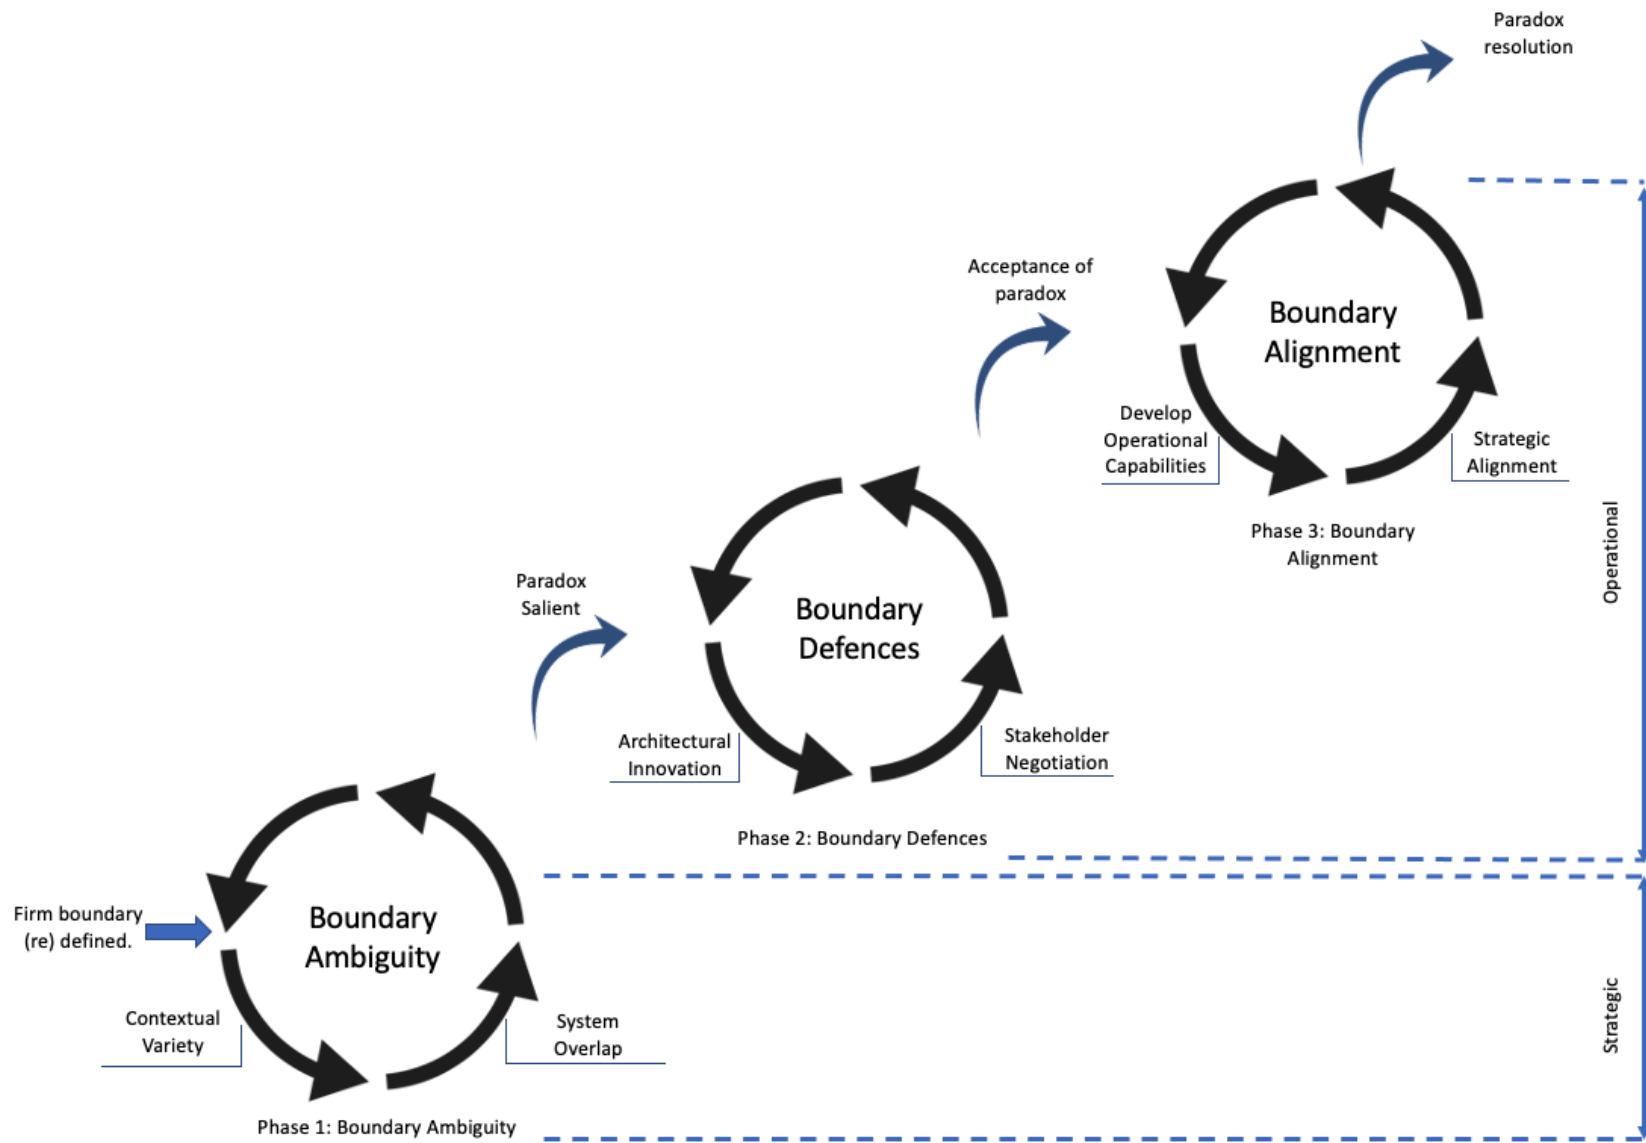 Paradox
resolution
Acceptance of
paradox
Boundary
Alignment
Develop
Operational
Capabilities
Strategic
Alignment
Phase 3: Boundary
Alignment
Operational
Paradox
Salient
Boundary
Defences
Architectural
Innovation
Stakeholder
Negotiation
Phase 2: Boundary Defences
Firm boundary
(re) defined.
Boundary
Ambiguity
Contextual
Variety
System
Overlap
Phase 1: Boundary Ambiguity
Strategic